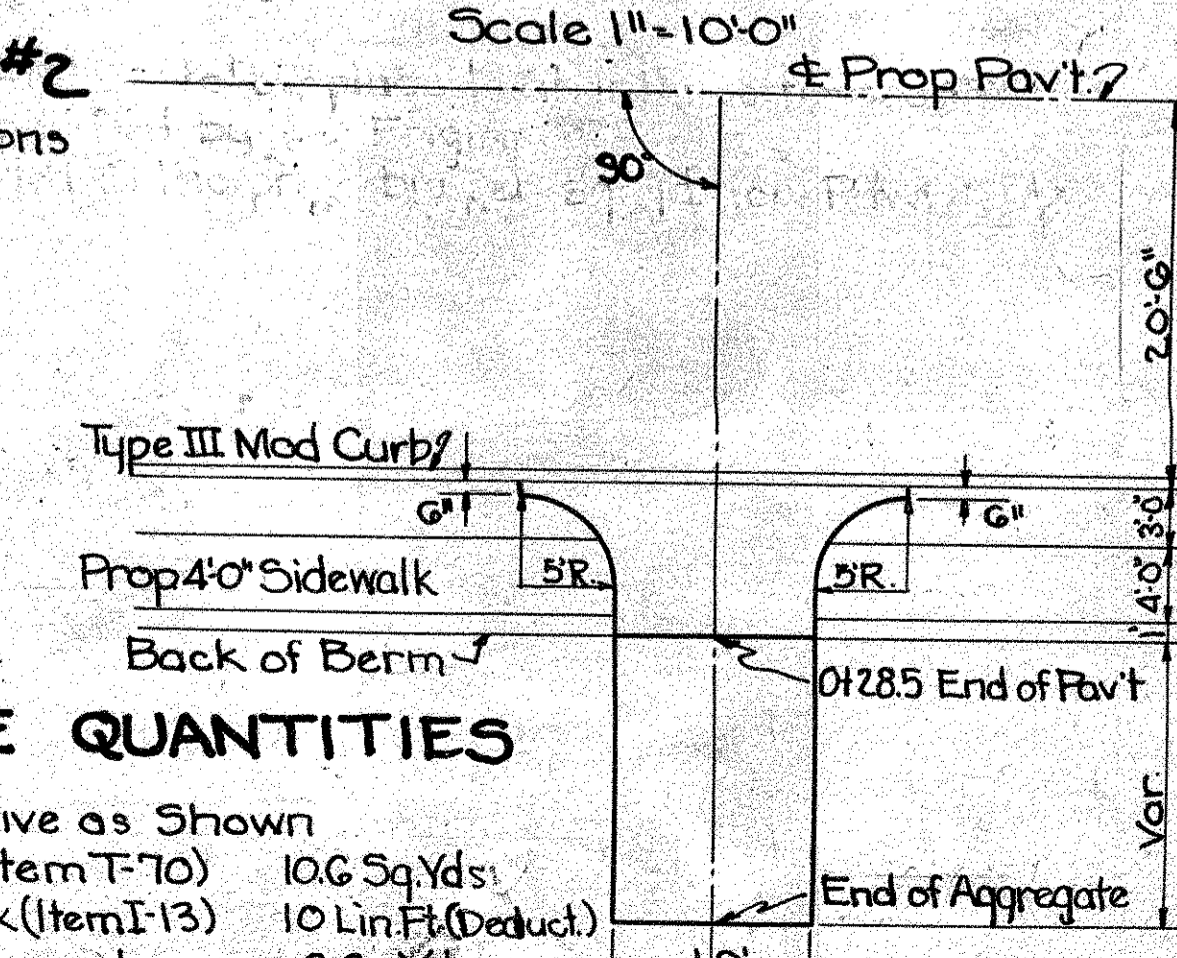 Scale 1"=10'-0"
#2
℄ Prop Pav't.
ons
90°
20'-6"
Type III Mod Curb
6"
6"
3'-0"
Prop 4'-0" Sidewalk
5'R.
5'R.
4'-0"
1'
Back of Berm
0+28.5 End of Pav't
QUANTITIES
Var.
ive as Shown
tem T-70) 10.6 Sq.Yds.
End of Aggregate
k (Item I-13) 10 Lin.Ft.(Deduct.)
10'